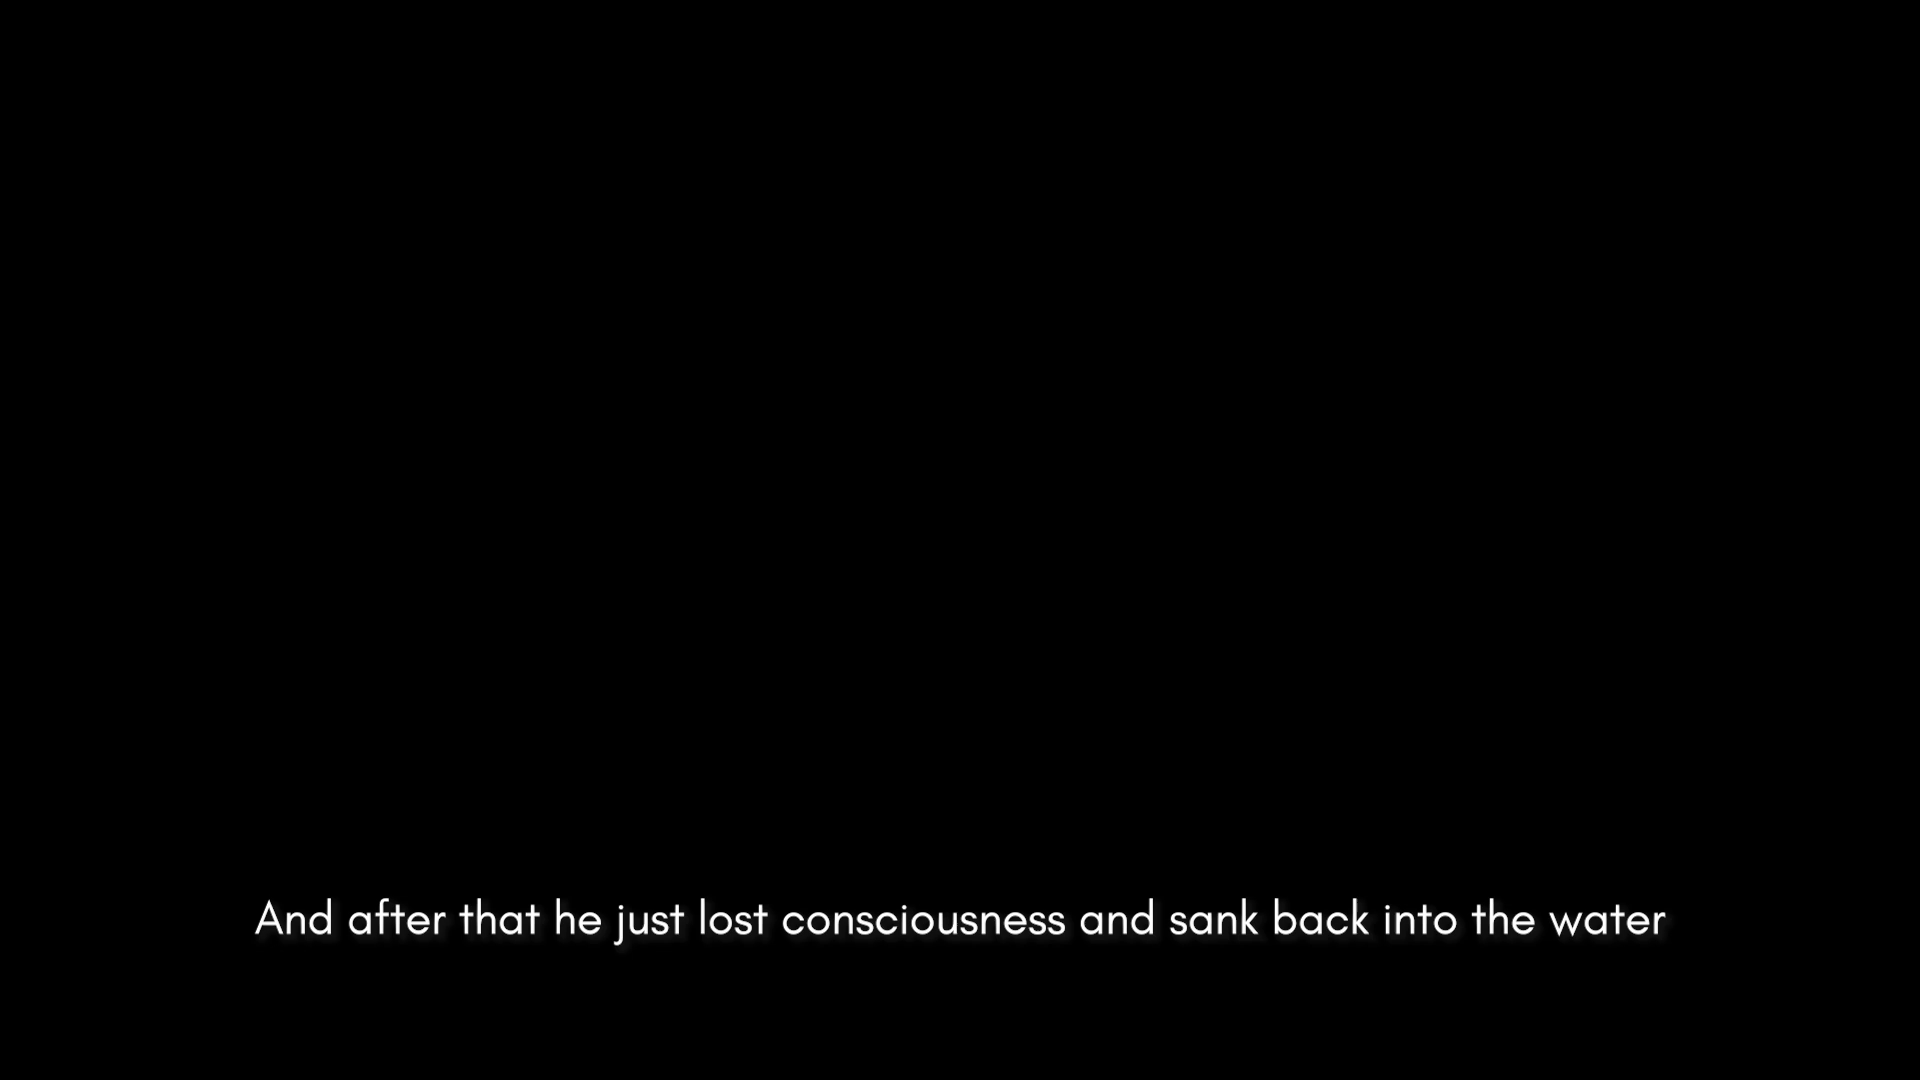 And after that he just lost consciousness and sank back into the water